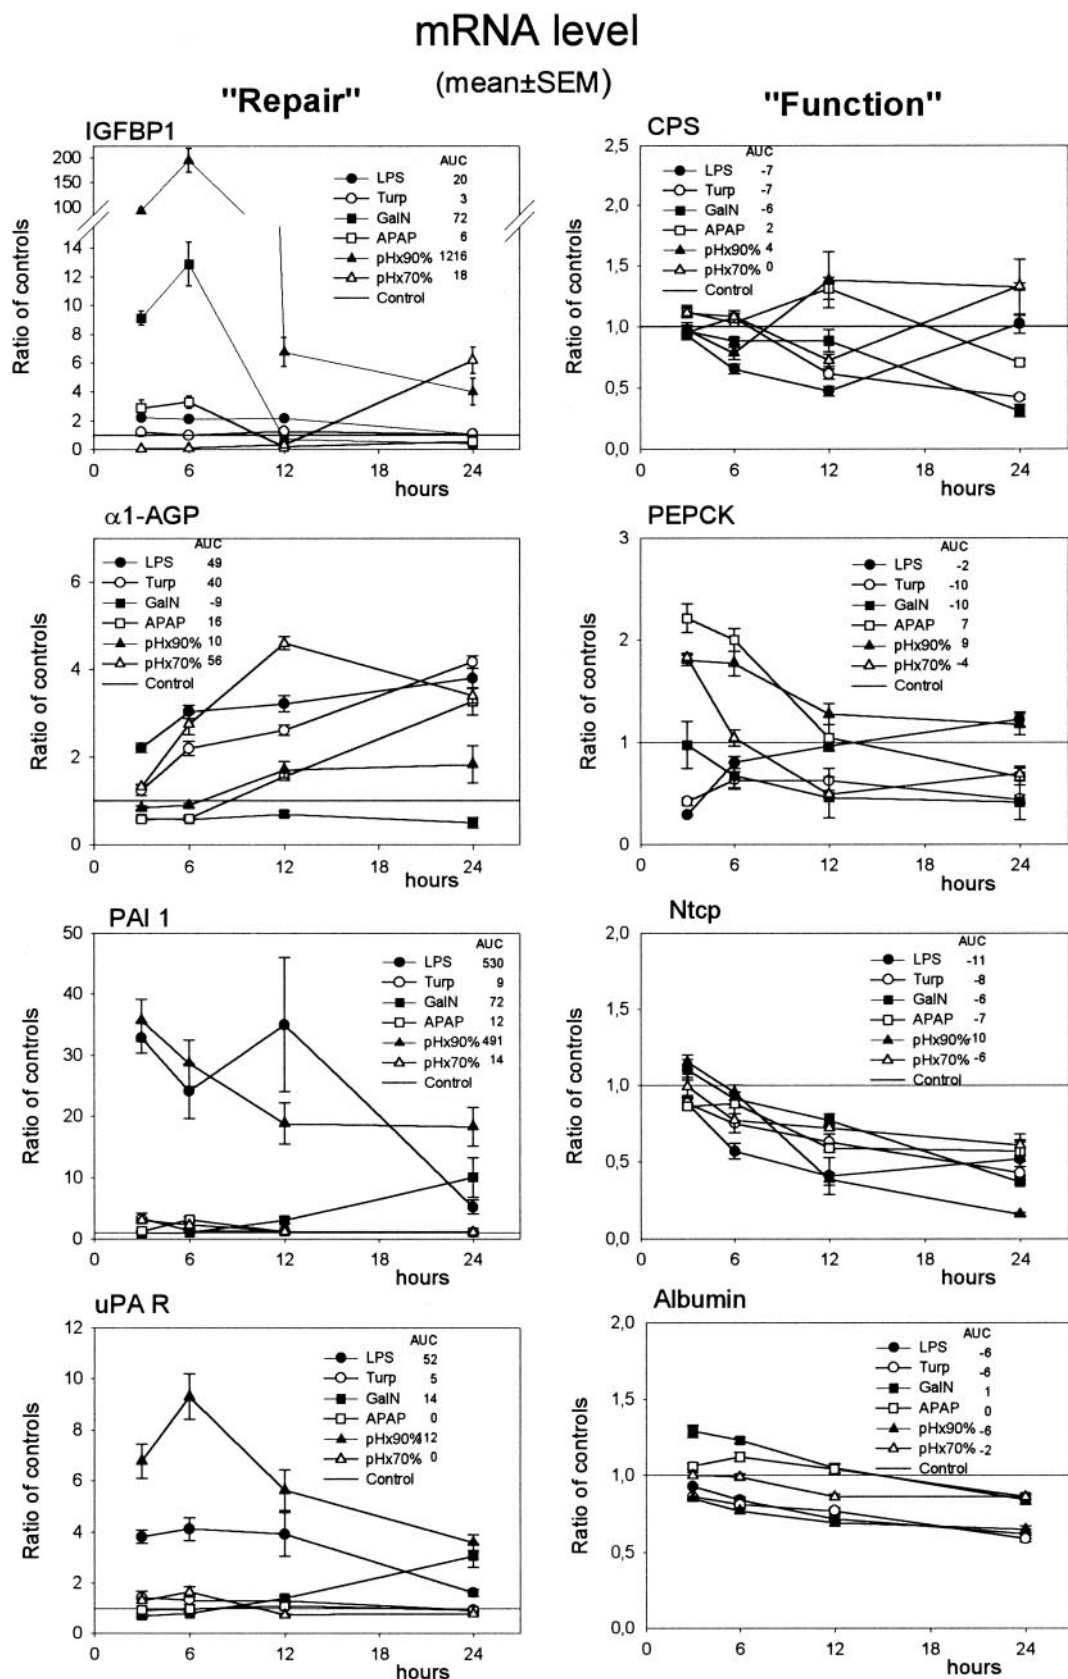 mRNA level
(mean±SEM)
"Repair"
"Function"
IGFBP1
Ratio of controls
200
150
100
14
12
10
8
6
4
2
0
AUC
LPS 20
Turp 3
GalN 72
APAP 6
pHx90% 1216
pHx70% 18
Control
0 6 12 18 24
hours
CPS
Ratio of controls
2,5
2,0
1,5
1,0
0,5
0,0
AUC
LPS -7
Turp -7
GalN -6
APAP 2
pHx90% 4
pHx70% 0
Control
0 6 12 18 24
hours
α1-AGP
Ratio of controls
6
4
2
0
AUC
LPS 49
Turp 40
GalN -9
APAP 16
pHx90% 10
pHx70% 56
Control
0 6 12 18 24
hours
PEPCK
Ratio of controls
3
2
1
0
AUC
LPS -2
Turp -10
GalN -10
APAP 7
pHx90% 9
pHx70% -4
Control
0 6 12 18 24
hours
PAI 1
Ratio of controls
50
40
30
20
10
0
AUC
LPS 530
Turp 9
GalN 72
APAP 12
pHx90% 491
pHx70% 14
Control
0 6 12 18 24
hours
Ntcp
Ratio of controls
2,0
1,5
1,0
0,5
0,0
AUC
LPS -11
Turp -8
GalN -6
APAP -7
pHx90% -10
pHx70% -6
Control
0 6 12 18 24
hours
uPA R
Ratio of controls
12
10
8
6
4
2
0
AUC
LPS 52
Turp 5
GalN 14
APAP 0
pHx90% 112
pHx70% 0
Control
0 6 12 18 24
hours
Albumin
Ratio of controls
2,0
1,5
1,0
0,5
0,0
AUC
LPS -6
Turp -6
GalN 1
APAP 0
pHx90% -6
pHx70% -2
Control
0 6 12 18 24
hours